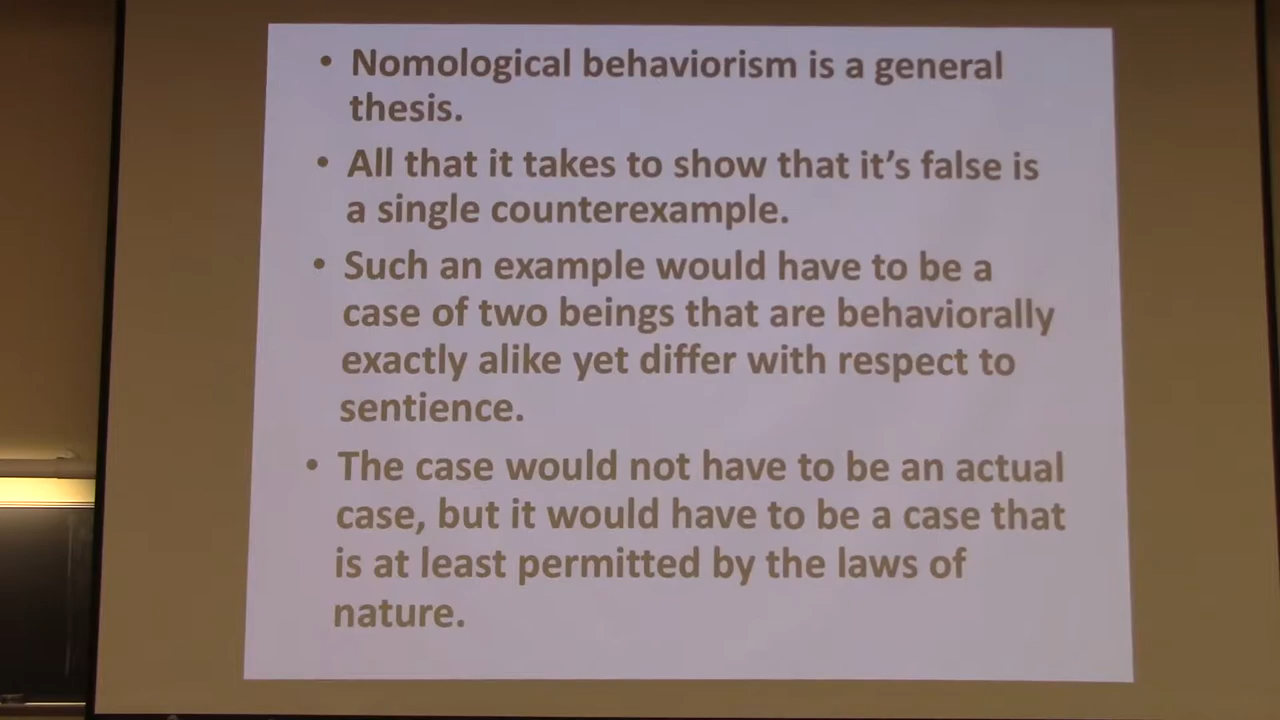 • Nomological behaviorism is a general
thesis.
• All that it takes to show that it's false is
a single counterexample.
• Such an example would have to be a
case of two beings that are behaviorally
exactly alike yet differ with respect to
sentience.
• The case would not have to be an actual
case, but it would have to be a case that
is at least permitted by the laws of
nature.